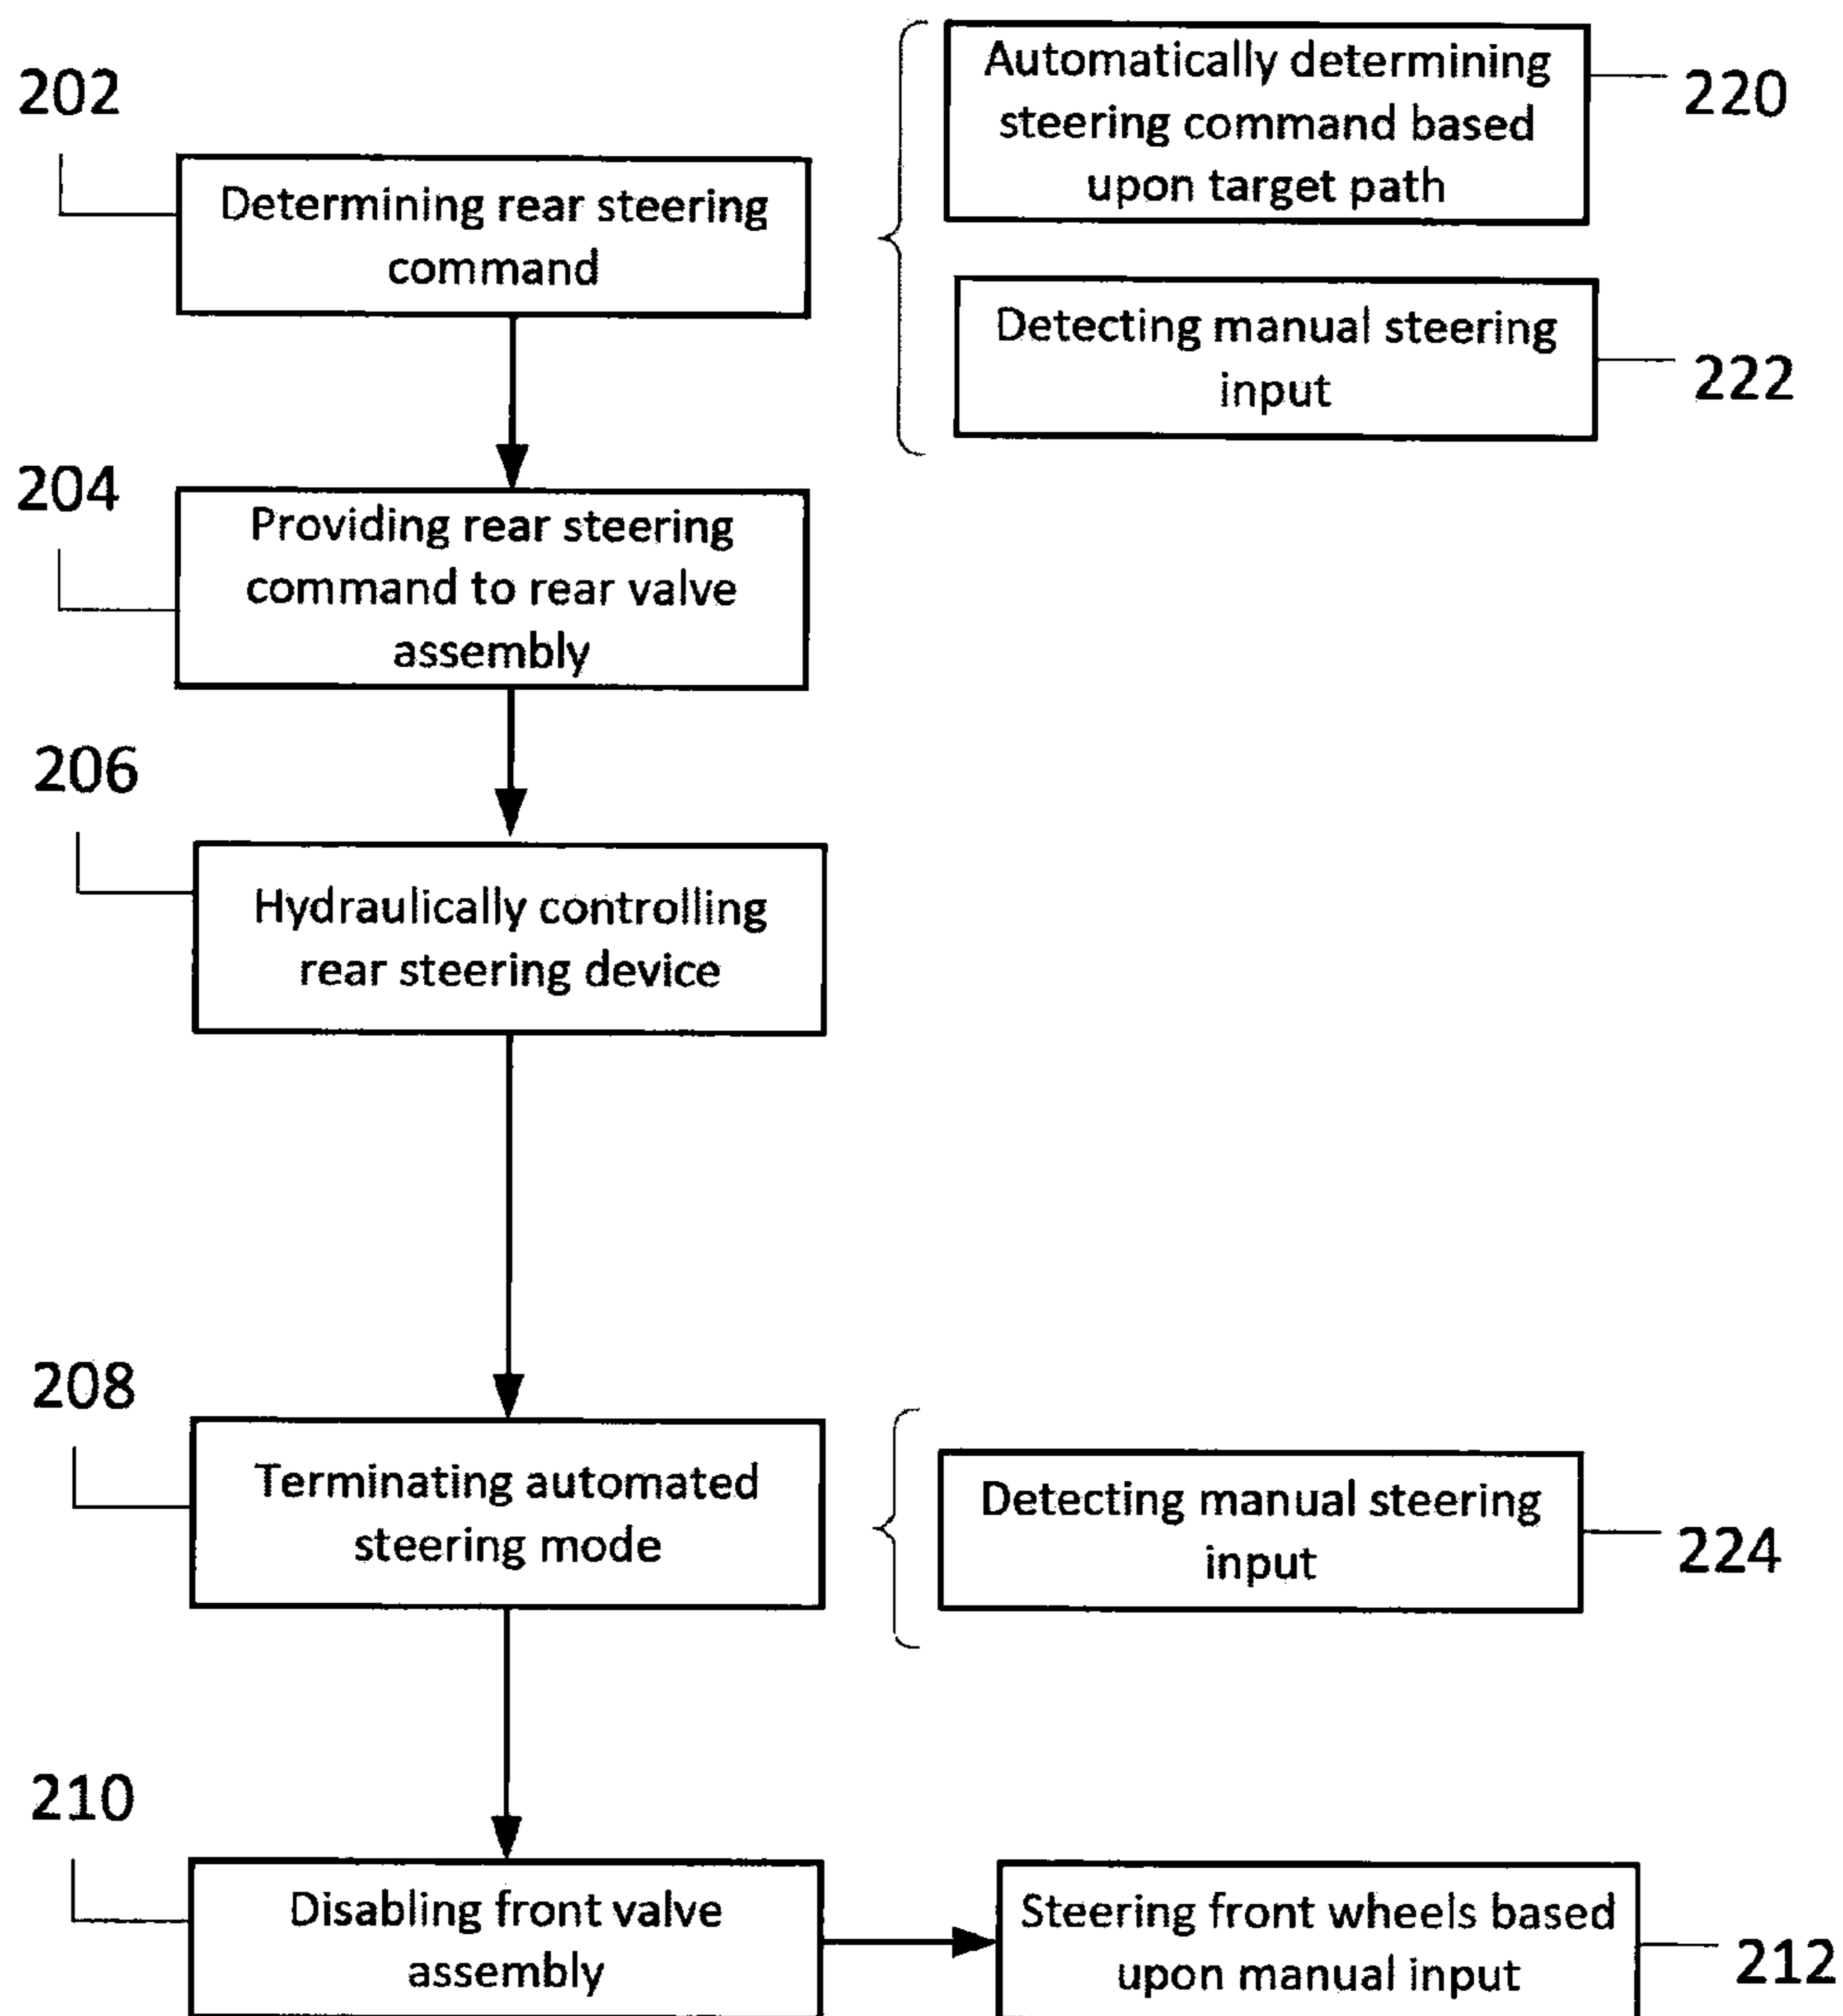 202
Determining rear steering
command
Automatically determining
steering command based
upon target path
220
Detecting manual steering
input
222
204
Providing rear steering
command to rear valve
assembly
206
Hydraulically controlling
rear steering device
208
Terminating automated
steering mode
Detecting manual steering
input
224
210
Disabling front valve
assembly
Steering front wheels based
upon manual input
212